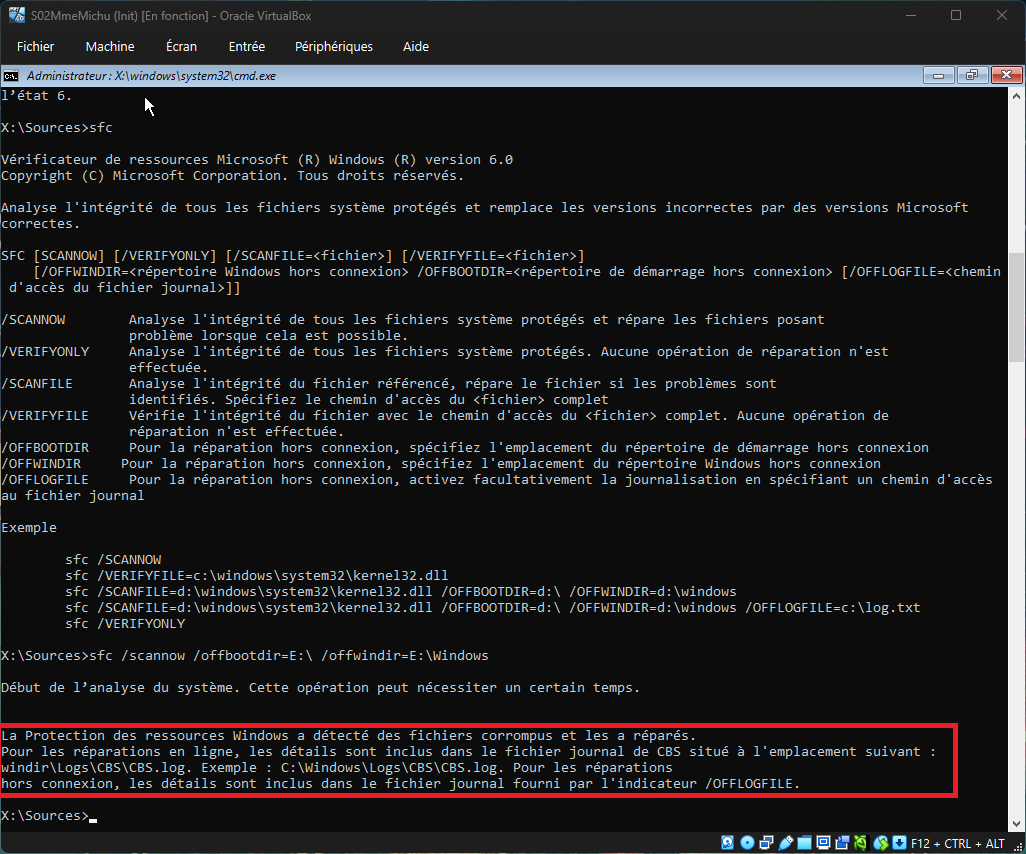 S02MmeMichu (Init) [En fonction] - Oracle VirtualBox
Fichier Machine Écran Entrée Périphériques Aide
Administrateur : X:\windows\system32\cmd.exe
l’état 6.
X:\Sources>sfc
Vérificateur de ressources Microsoft (R) Windows (R) version 6.0
Copyright (C) Microsoft Corporation. Tous droits réservés.
Analyse l'intégrité de tous les fichiers système protégés et remplace les versions incorrectes par des versions Microsoft
correctes.
SFC [SCANNOW] [/VERIFYONLY] [/SCANFILE=<fichier>] [/VERIFYFILE=<fichier>]
[/OFFWINDIR=<répertoire Windows hors connexion> /OFFBOOTDIR=<répertoire de démarrage hors connexion> [/OFFLOGFILE=<chemin
d'accès du fichier journal>]]
/SCANNOW Analyse l'intégrité de tous les fichiers système protégés et répare les fichiers posant
problème lorsque cela est possible.
/VERIFYONLY Analyse l'intégrité de tous les fichiers système protégés. Aucune opération de réparation n'est
effectuée.
/SCANFILE Analyse l'intégrité du fichier référencé, répare le fichier si les problèmes sont
identifiés. Spécifiez le chemin d'accès du <fichier> complet
/VERIFYFILE Vérifie l'intégrité du fichier avec le chemin d'accès du <fichier> complet. Aucune opération de
réparation n'est effectuée.
/OFFBOOTDIR Pour la réparation hors connexion, spécifiez l'emplacement du répertoire de démarrage hors connexion
/OFFWINDIR Pour la réparation hors connexion, spécifiez l'emplacement du répertoire Windows hors connexion
/OFFLOGFILE Pour la réparation hors connexion, activez facultativement la journalisation en spécifiant un chemin d'accès
au fichier journal
Exemple
sfc /SCANNOW
sfc /VERIFYFILE=c:\windows\system32\kernel32.dll
sfc /SCANFILE=d:\windows\system32\kernel32.dll /OFFBOOTDIR=d:\ /OFFWINDIR=d:\windows
sfc /SCANFILE=d:\windows\system32\kernel32.dll /OFFBOOTDIR=d:\ /OFFWINDIR=d:\windows /OFFLOGFILE=c:\log.txt
sfc /VERIFYONLY
X:\Sources>sfc /scannow /offbootdir=E:\ /offwindir=E:\Windows
Début de l’analyse du système. Cette opération peut nécessiter un certain temps.
La Protection des ressources Windows a détecté des fichiers corrompus et les a réparés.
Pour les réparations en ligne, les détails sont inclus dans le fichier journal de CBS situé à l'emplacement suivant :
windir\Logs\CBS\CBS.log. Exemple : C:\Windows\Logs\CBS\CBS.log. Pour les réparations
hors connexion, les détails sont inclus dans le fichier journal fourni par l'indicateur /OFFLOGFILE.
X:\Sources>
F12 + CTRL + ALT